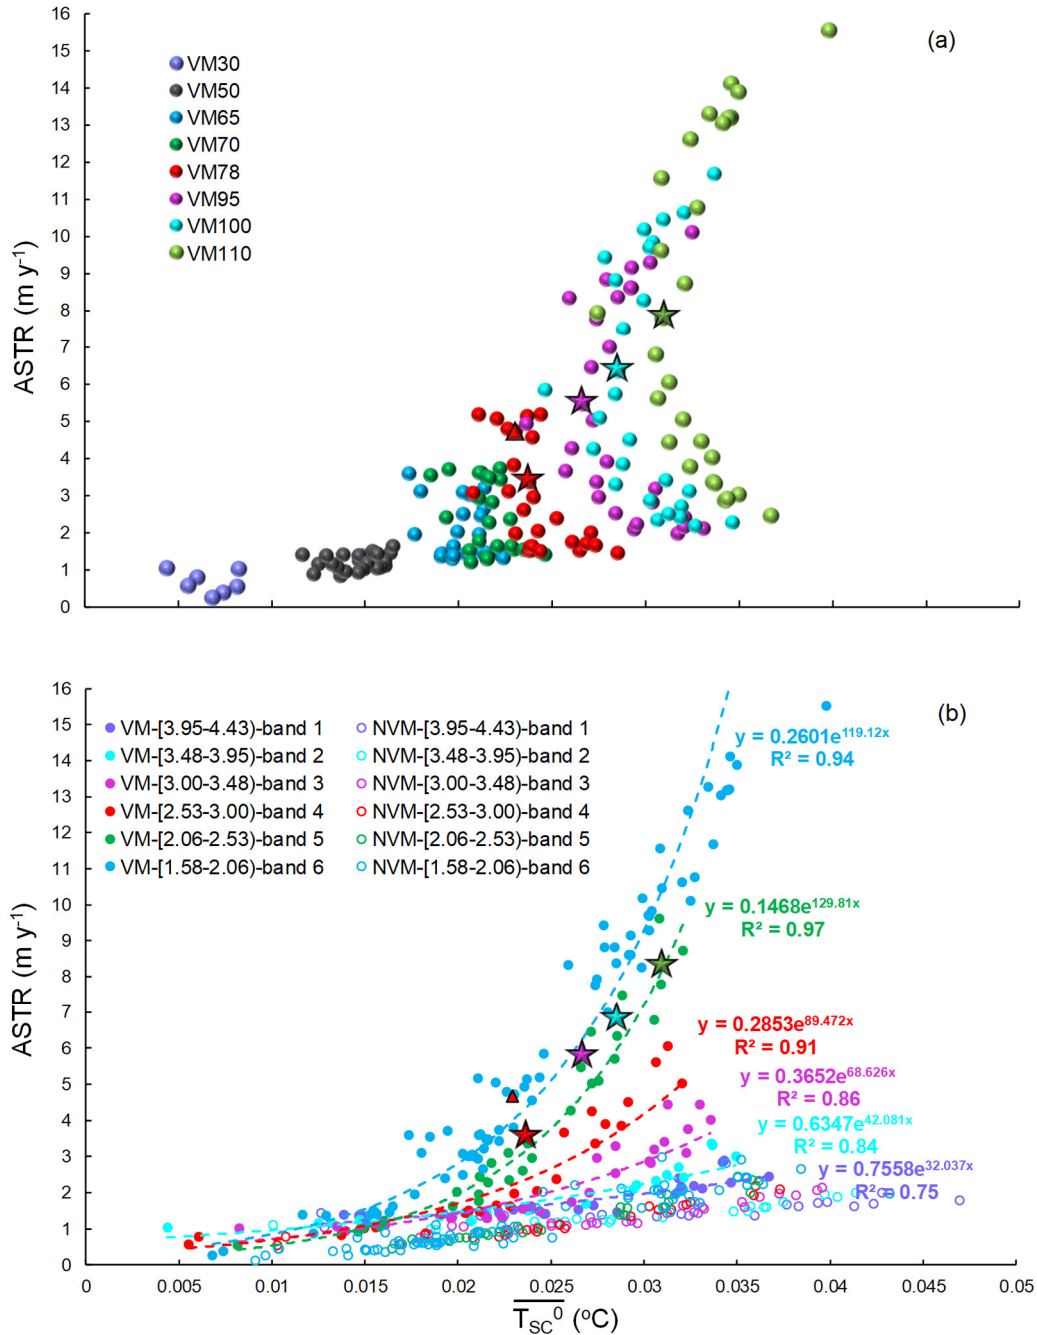 16
(a)
15
14
13
12
11
10
9
8
7
6
5
4
3
2
1
0
ASTR (m y⁻¹)
VM30
VM50
VM65
VM70
VM78
VM95
VM100
VM110
16
(b)
15
14
13
12
11
10
9
8
7
6
5
4
3
2
1
0
ASTR (m y⁻¹)
VM-[3.95-4.43)-band 1
VM-[3.48-3.95)-band 2
VM-[3.00-3.48)-band 3
VM-[2.53-3.00)-band 4
VM-[2.06-2.53)-band 5
VM-[1.58-2.06)-band 6
NVM-[3.95-4.43)-band 1
NVM-[3.48-3.95)-band 2
NVM-[3.00-3.48)-band 3
NVM-[2.53-3.00)-band 4
NVM-[2.06-2.53)-band 5
NVM-[1.58-2.06)-band 6
y = 0.2601e¹¹⁹·¹²ˣ
R² = 0.94
y = 0.1468e¹²⁹·⁸¹ˣ
R² = 0.97
y = 0.2853e⁸⁹·⁴⁷²ˣ
R² = 0.91
y = 0.3652e⁶⁸·⁶²⁶ˣ
R² = 0.86
y = 0.6347e⁴²·⁰⁸¹ˣ
R² = 0.84
y = 0.7558e³²·⁰³⁷ˣ
R² = 0.75
0 0.005 0.01 0.015 0.02 0.025 0.03 0.035 0.04 0.045 0.05
T_SC⁰ (°C)